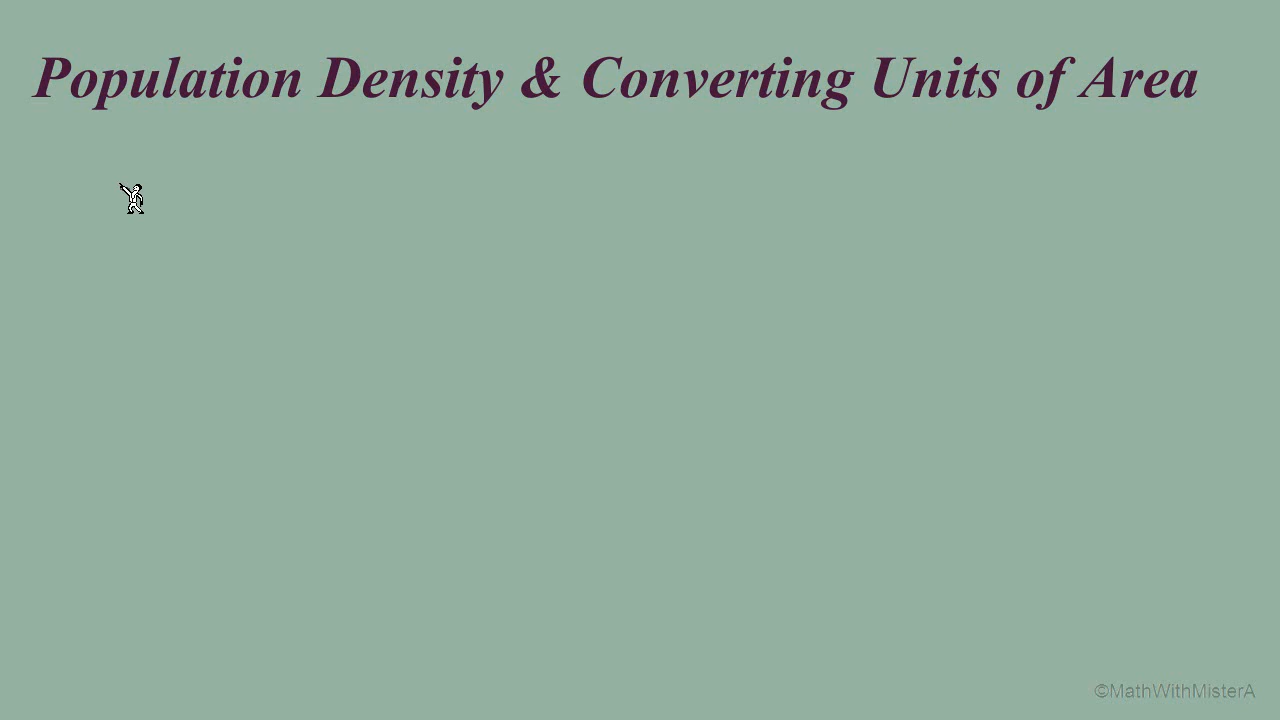 Population Density & Converting Units of Area
©MathWithMisterA